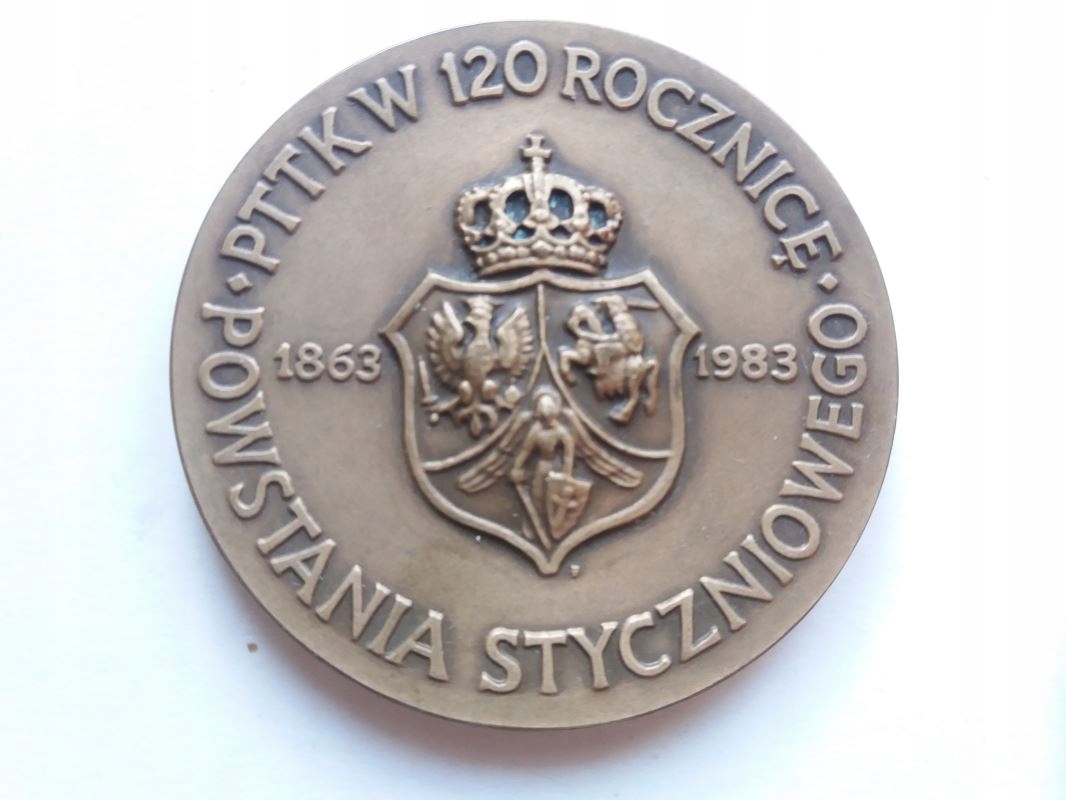 PTTK W 120 ROCZNICĘ
POWSTANIA STYCZNIOWEGO
1863
1983